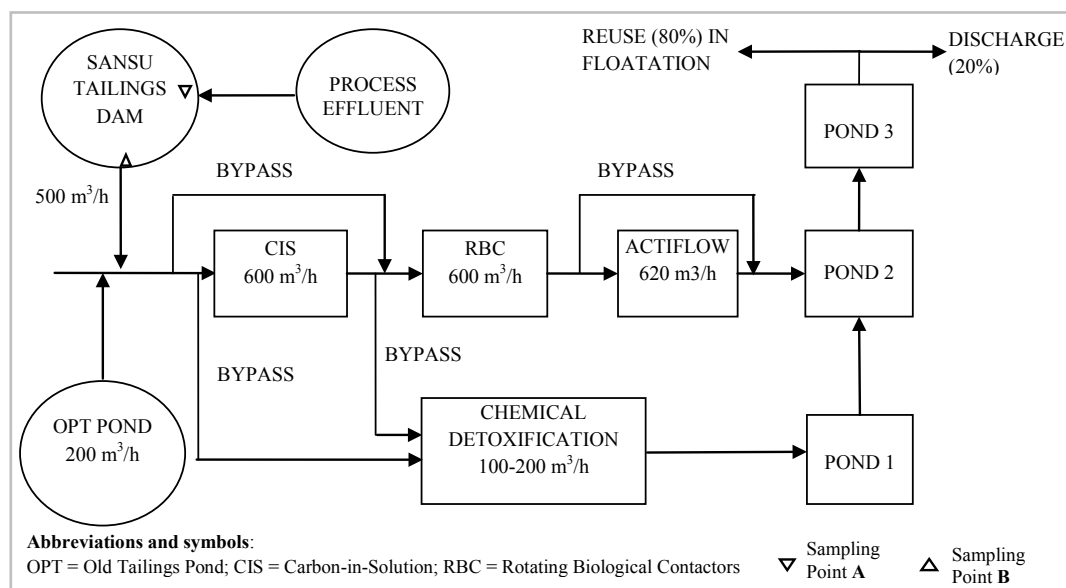 SANSU
TAILINGS
DAM
PROCESS
EFFLUENT
REUSE (80%) IN
FLOATATION
DISCHARGE
(20%)
POND 3
500 m³/h
BYPASS
BYPASS
CIS
600 m³/h
RBC
600 m³/h
ACTIFLOW
620 m3/h
POND 2
BYPASS
BYPASS
OPT POND
200 m³/h
CHEMICAL
DETOXIFICATION
100-200 m³/h
POND 1
Abbreviations and symbols:
OPT = Old Tailings Pond; CIS = Carbon-in-Solution; RBC = Rotating Biological Contactors
Sampling
Point A
Sampling
Point B